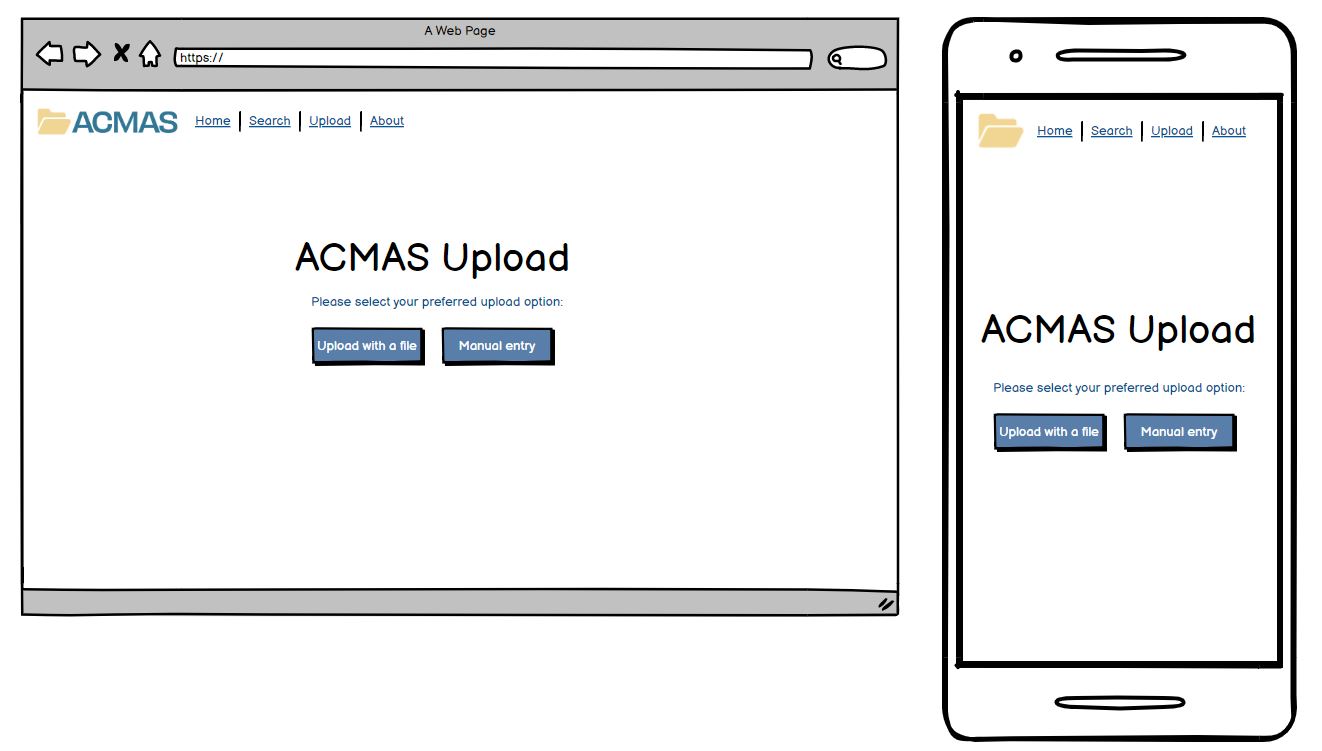 A Web Page
https://
ACMAS Home Search Upload About
ACMAS Upload
Please select your preferred upload option:
Upload with a file Manual entry
Home Search Upload About
ACMAS Upload
Please select your preferred upload option:
Upload with a file Manual entry